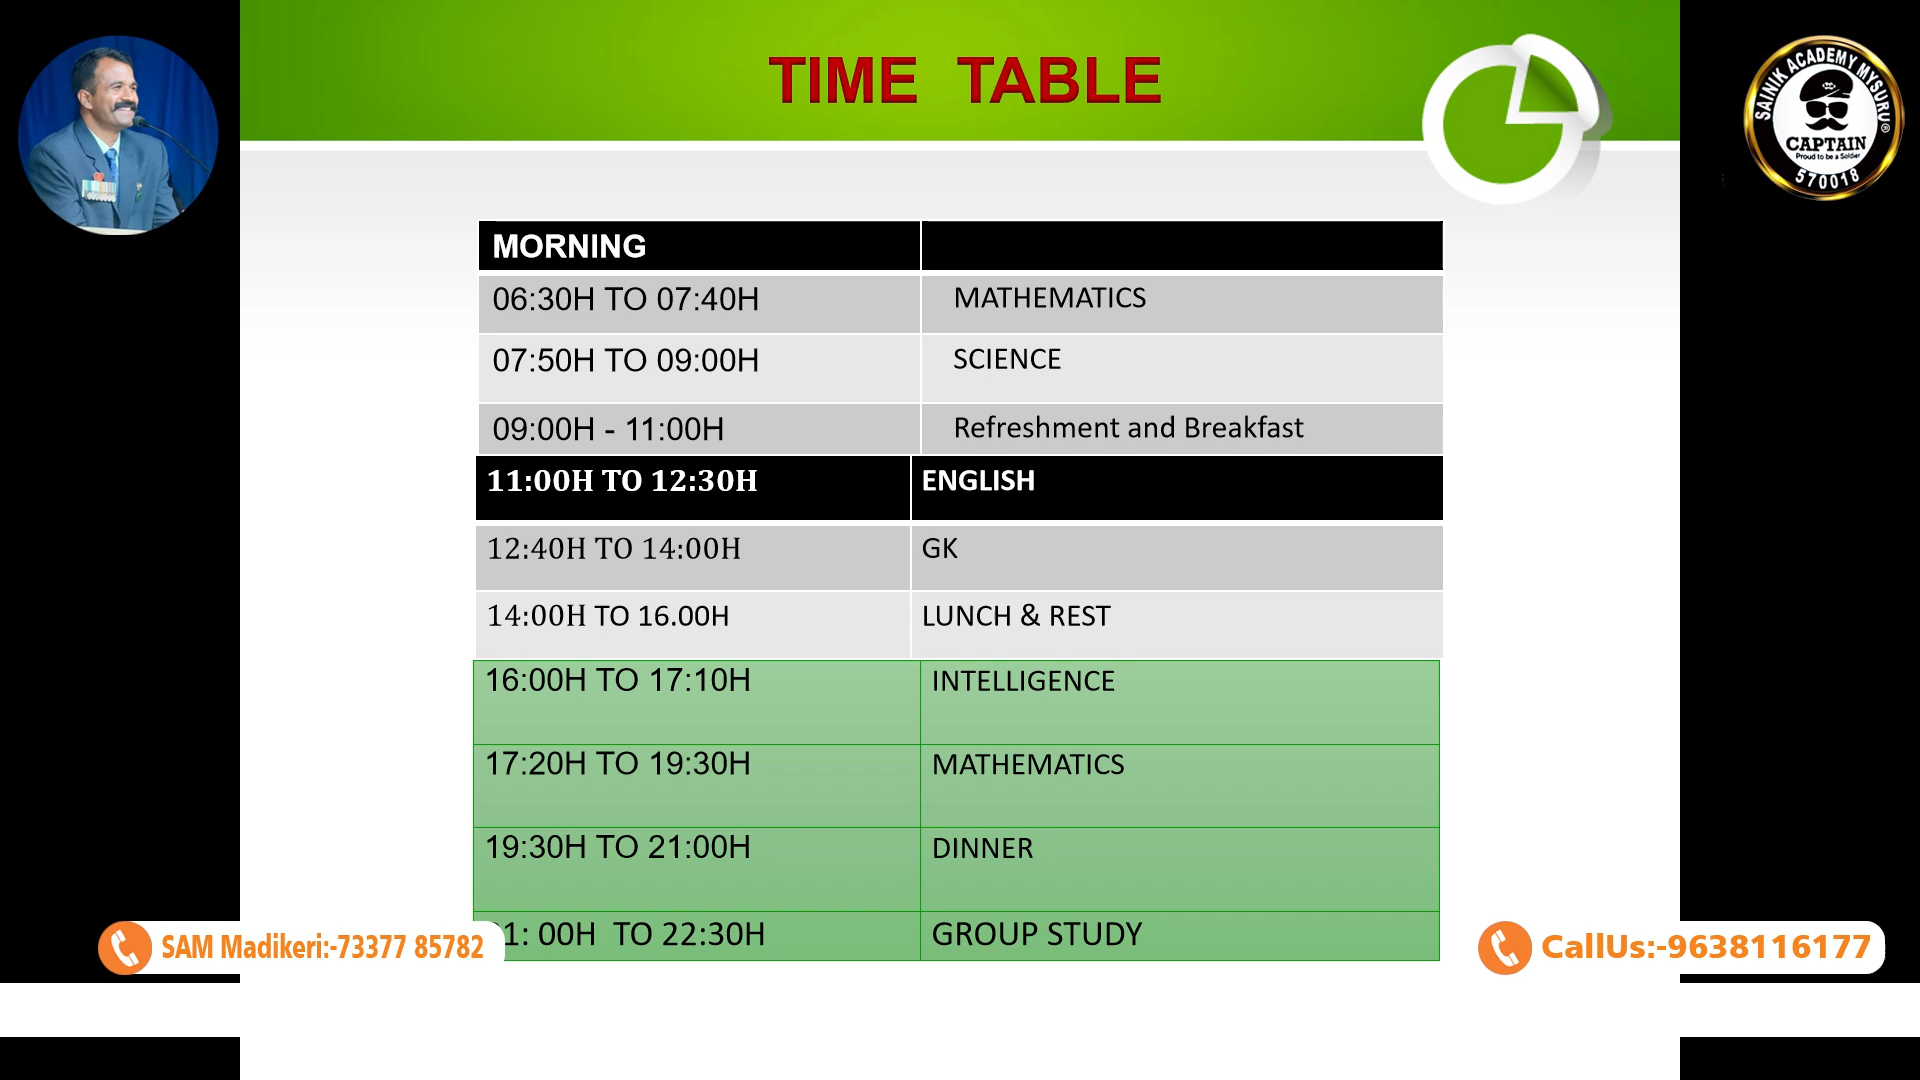 TIME TABLE
SAINIK ACADEMY MYSURU®
CAPTAIN
Proud to be a Soldier
570018
MORNING
06:30H TO 07:40H MATHEMATICS
07:50H TO 09:00H SCIENCE
09:00H - 11:00H Refreshment and Breakfast
11:00H TO 12:30H ENGLISH
12:40H TO 14:00H GK
14:00H TO 16.00H LUNCH & REST
16:00H TO 17:10H INTELLIGENCE
17:20H TO 19:30H MATHEMATICS
19:30H TO 21:00H DINNER
1: 00H TO 22:30H GROUP STUDY
SAM Madikeri:-73377 85782
CallUs:-9638116177